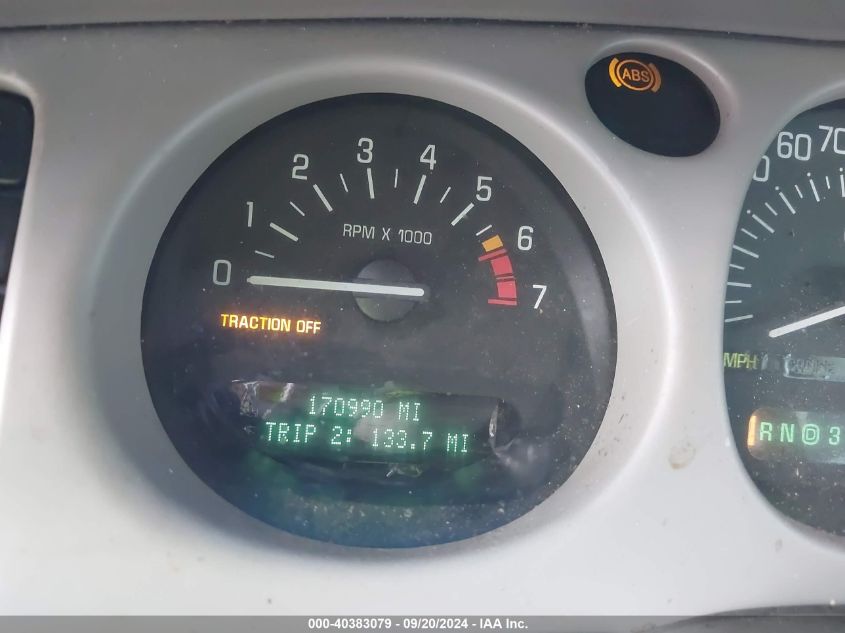 ABS
0 1 2 3 4 5 6 7
RPM X 1000
TRACTION OFF
170990 MI
TRIP 2: 133.7 MI
60 70
MPH
R N D 3
000-40383079 - 09/20/2024 - IAA Inc.